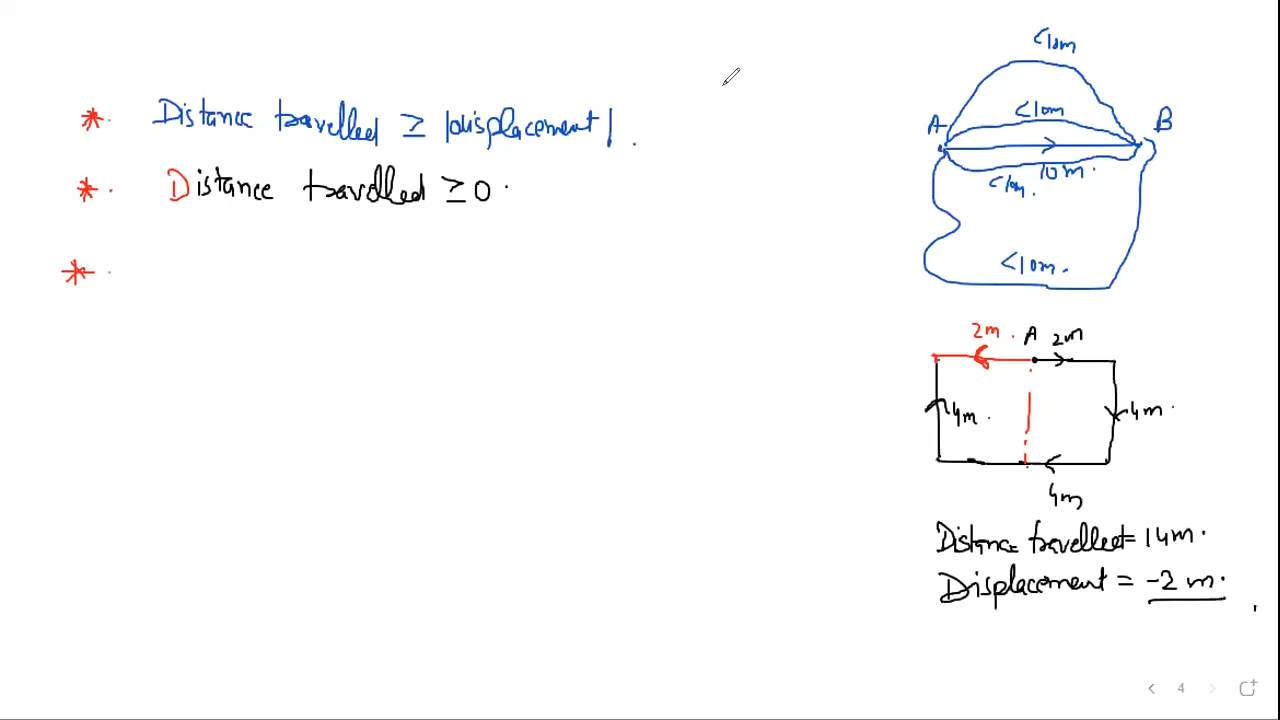 * . Distance travelled ≥ |displacement| .
* . Distance travelled ≥ 0 .
* .
<10m
A <10m B
10m .
<10m .
<10m .
2m . A 2m
4m . 4m .
4m
Distance travelled = 14m .
Displacement = -2 m .
4